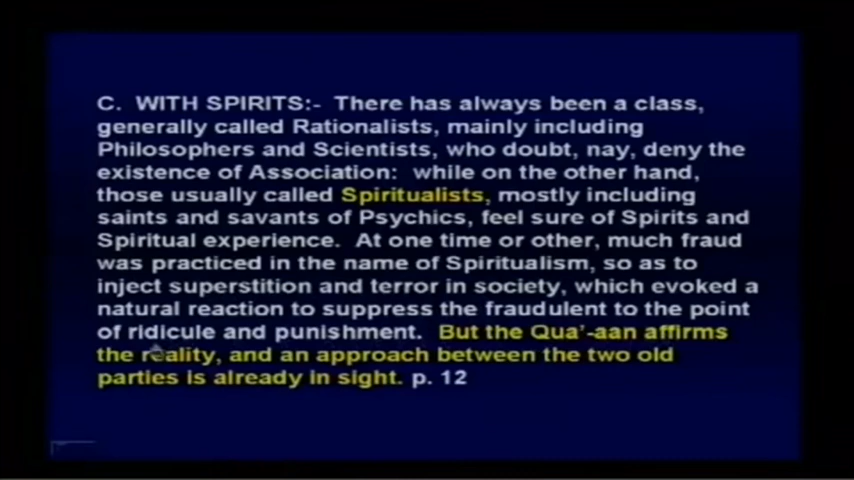 C. WITH SPIRITS:- There has always been a class,
generally called Rationalists, mainly including
Philosophers and Scientists, who doubt, nay, deny the
existence of Association: while on the other hand,
those usually called Spiritualists, mostly including
saints and savants of Psychics, feel sure of Spirits and
Spiritual experience. At one time or other, much fraud
was practiced in the name of Spiritualism, so as to
inject superstition and terror in society, which evoked a
natural reaction to suppress the fraudulent to the point
of ridicule and punishment. But the Qua'-aan affirms
the reality, and an approach between the two old
parties is already in sight. p. 12